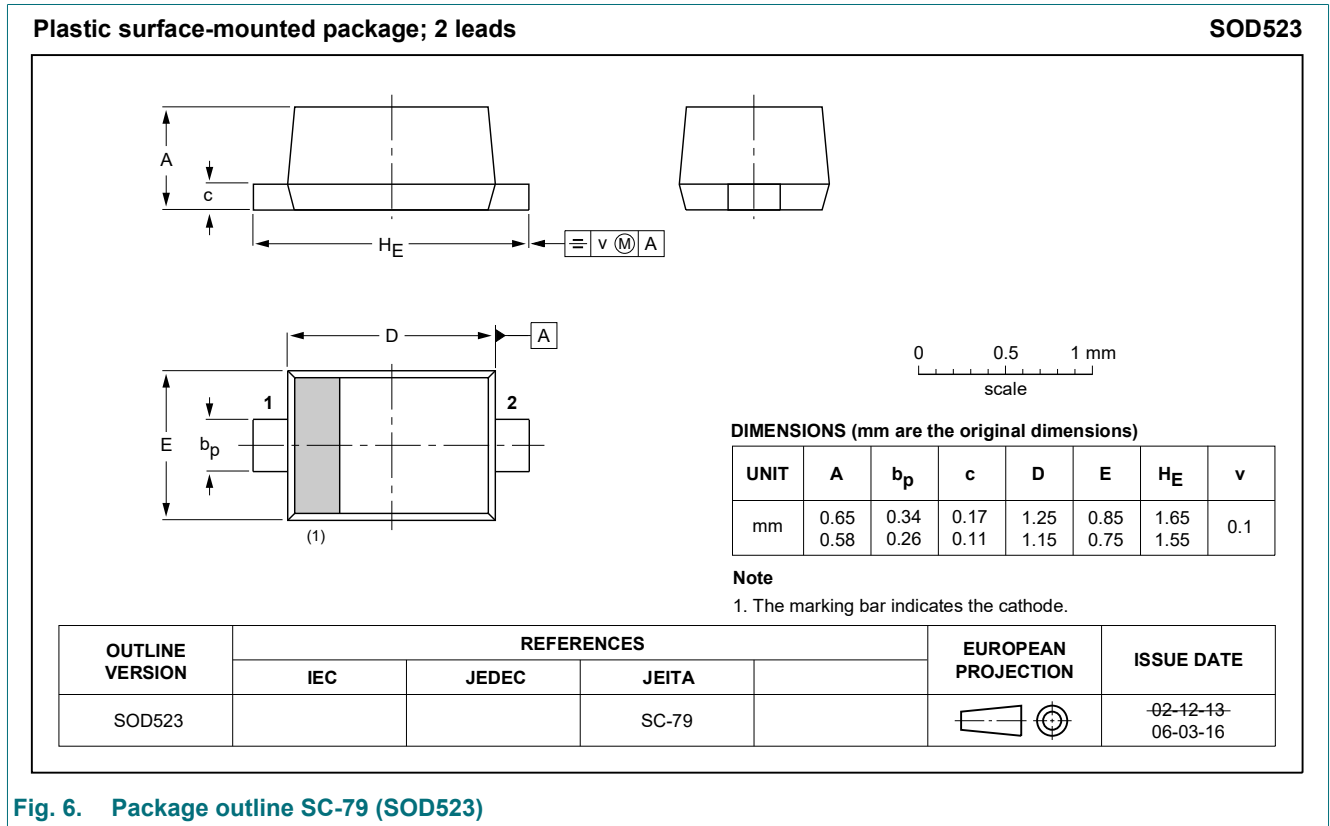 Plastic surface-mounted package; 2 leads SOD523
A
c
HE
v M A
D
A
1
2
E
bp
(1)
0 0.5 1 mm
scale
DIMENSIONS (mm are the original dimensions)
UNIT A bp c D E HE v
mm 0.65 0.34 0.17 1.25 0.85 1.65 0.1
0.58 0.26 0.11 1.15 0.75 1.55
Note
1. The marking bar indicates the cathode.
OUTLINE VERSION REFERENCES EUROPEAN PROJECTION ISSUE DATE
IEC JEDEC JEITA
SOD523 SC-79 02-12-13
06-03-16
Fig. 6. Package outline SC-79 (SOD523)